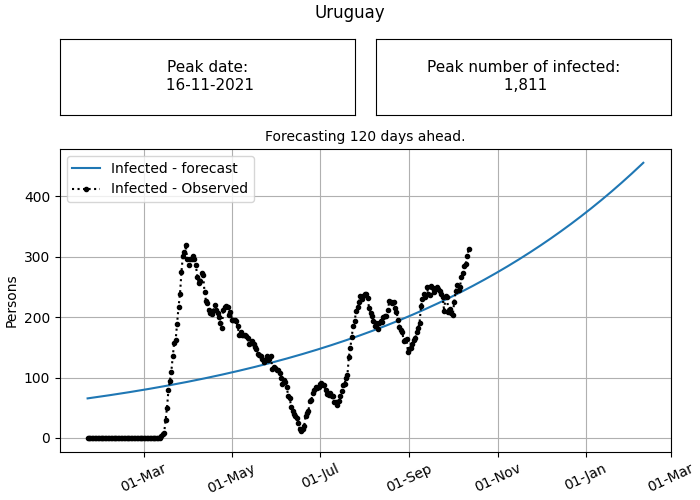 Uruguay
Peak date:
16-11-2021
Peak number of infected:
1,811
Forecasting 120 days ahead.
Infected - forecast
Infected - Observed
Persons
400
300
200
100
0
01-Mar
01-May
01-Jul
01-Sep
01-Nov
01-Jan
01-Mar